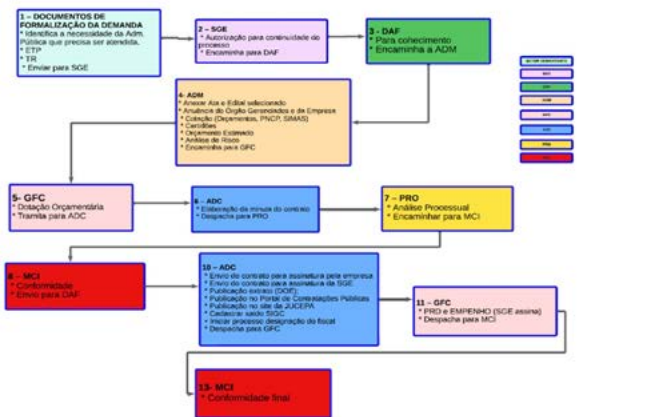 1 – DOCUMENTOS DE
FORMALIZAÇÃO DA DEMANDA
* Identifica a necessidade da Adm.
Pública que precisa ser atendida.
* ETP
* TR
* Enviar para SGE
2 – SGE
* Autorização para continuidade do
processo
* Encaminha para DAF
3 - DAF
* Para cohecimento
* Encaminha a ADM
4- ADM
* Anexar Ata e Edital selecionado
* Anuência do Órgão Gerenciador e da Empresa
* Cotação (Orçamentos, PNCP, SIMAS)
* Certidões
* Orçamento Estimado
* Análise de Risco
* Encaminha para GFC
5- GFC
* Dotação Orçamentária
* Tramita para ADC
6 – ADC
* Elaboração da minuta do contrato
* Despacha para PRO
7 – PRO
* Análise Processual
* Encaminhar para MCI
8 – MCI
* Conformidade
* Envio para DAF
10 – ADC
* Envio do contrato para assinatura pela empresa
* Envio do contrato para assinatura da SGE
* Publicação extrato (DOE);
* Publicação no Portal de Contratações Públicas
* Publicação no site da JUCEPA
* Cadastrar saldo SIGC
* Iniciar processo designação do fiscal
* Despacha para GFC
11 – GFC
* PRD e EMPENHO (SGE assina)
* Despacha para MCI
13- MCI
* Conformidade final